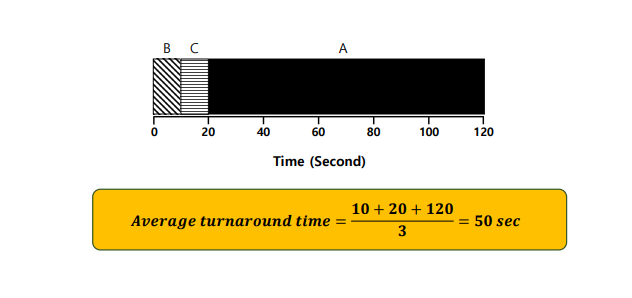 B C A
0 20 40 60 80 100 120
Time (Second)
Average turnaround time = (10 + 20 + 120) / 3 = 50 sec